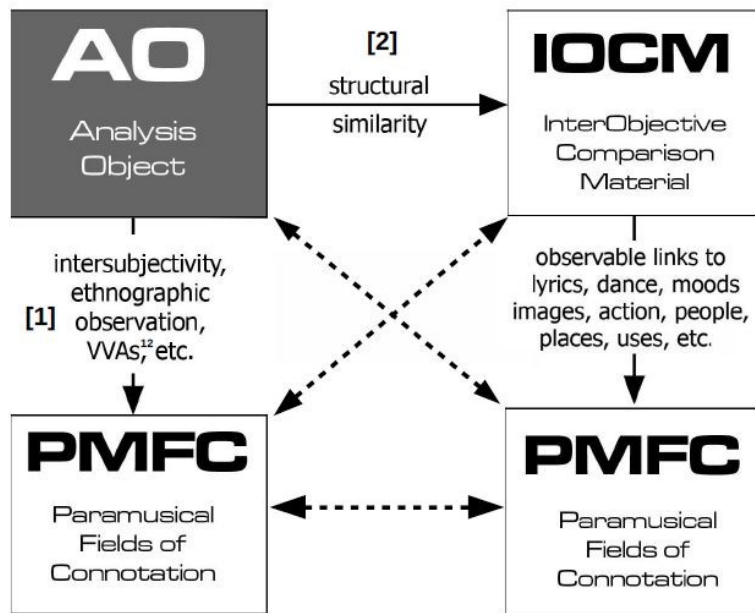 AO
Analysis
Object
[2]
structural
similarity
IOCM
InterObjective
Comparison
Material
[1]
intersubjectivity,
ethnographic
observation,
VVAs,12 etc.
observable links to
lyrics, dance, moods
images, action, people,
places, uses, etc.
PMFC
Paramusical
Fields of
Connotation
PMFC
Paramusical
Fields of
Connotation